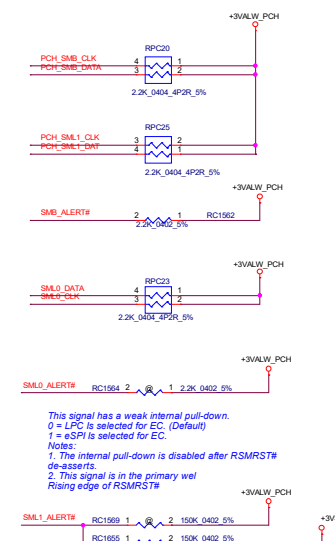 +3VALW_PCH
RPC20
PCH_SMB_CLK 4 1
PCH_SMB_DATA 3 2
2.2K_0404_4P2R_5%
RPC25
PCH_SML1_CLK 3 2
PCH_SML1_DAT 4 1
2.2K_0404_4P2R_5%
+3VALW_PCH
SMB_ALERT# 2 1 RC1562
2.2K_0402_5%
+3VALW_PCH
RPC23
SML0_DATA 4 1
SML0_CLK 3 2
2.2K_0404_4P2R_5%
+3VALW_PCH
SML0_ALERT# RC1564 2 @ 1 2.2K_0402_5%
This signal has a weak internal pull-down.
0 = LPC Is selected for EC. (Default)
1 = eSPI Is selected for EC.
Notes:
1. The internal pull-down is disabled after RSMRST#
de-asserts.
2. This signal is in the primary wel
Rising edge of RSMRST#
+3VALW_PCH
+3V
SML1_ALERT# RC1569 1 @ 2 150K_0402_5%
RC1655 1 2 150K_0402_5%